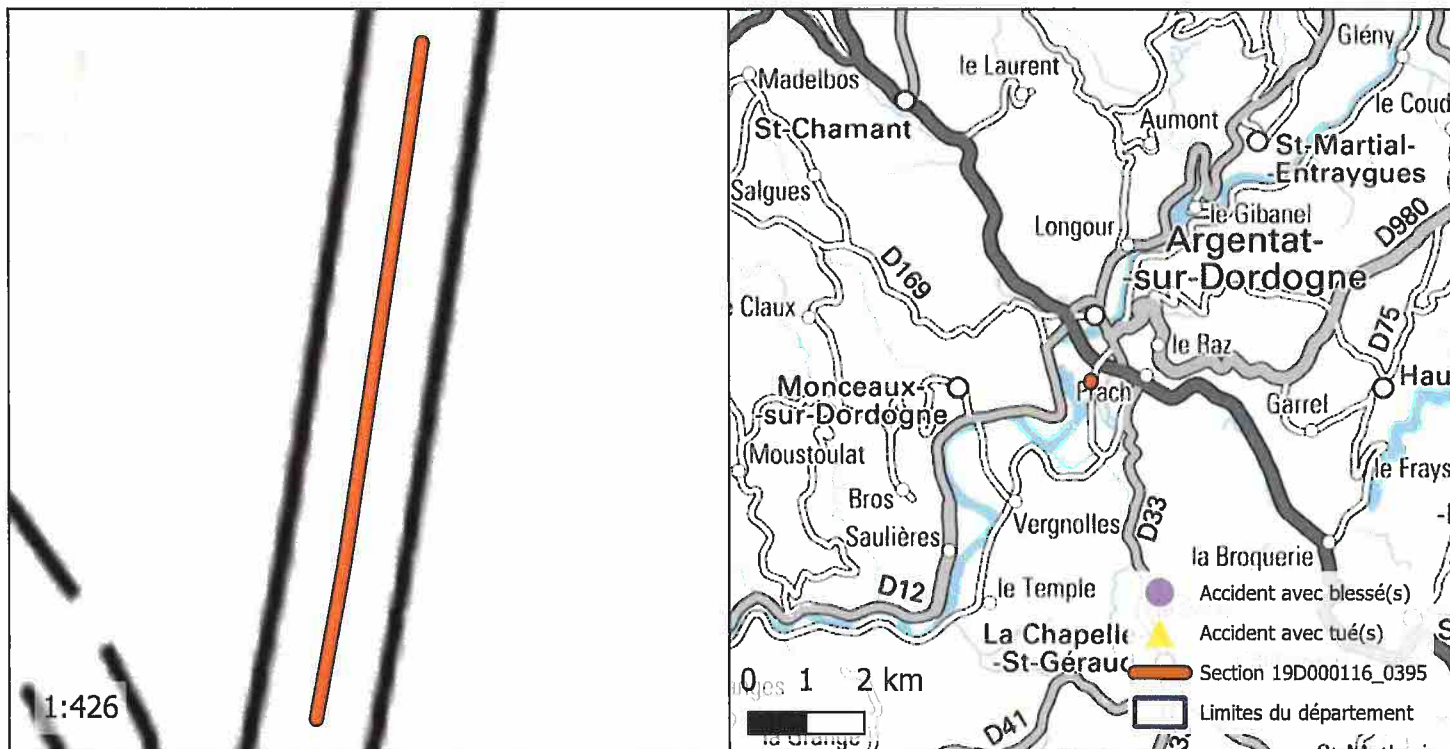 1:426
Glény
le Laurent
Madelbos
le Coud
Aumont
St-Chamant
St-Martial-
-Entraygues
Salgues
le Gibanel
D980
Longour
Argentat-
-sur-Dordogne
D169
Claux
D75
le Raz
Monceaux-
-sur-Dordogne
Prach
Hau
Garrel
Moustoulat
le Frays
Bros
Vergnolles
Saulières
D33
la Broquerie
D12
le Temple
Accident avec blessé(s)
La Chapelle
-St-Géraud
Accident avec tué(s)
0 1 2 km
Section 19D000116_0395
Limites du département
D41
la Grange